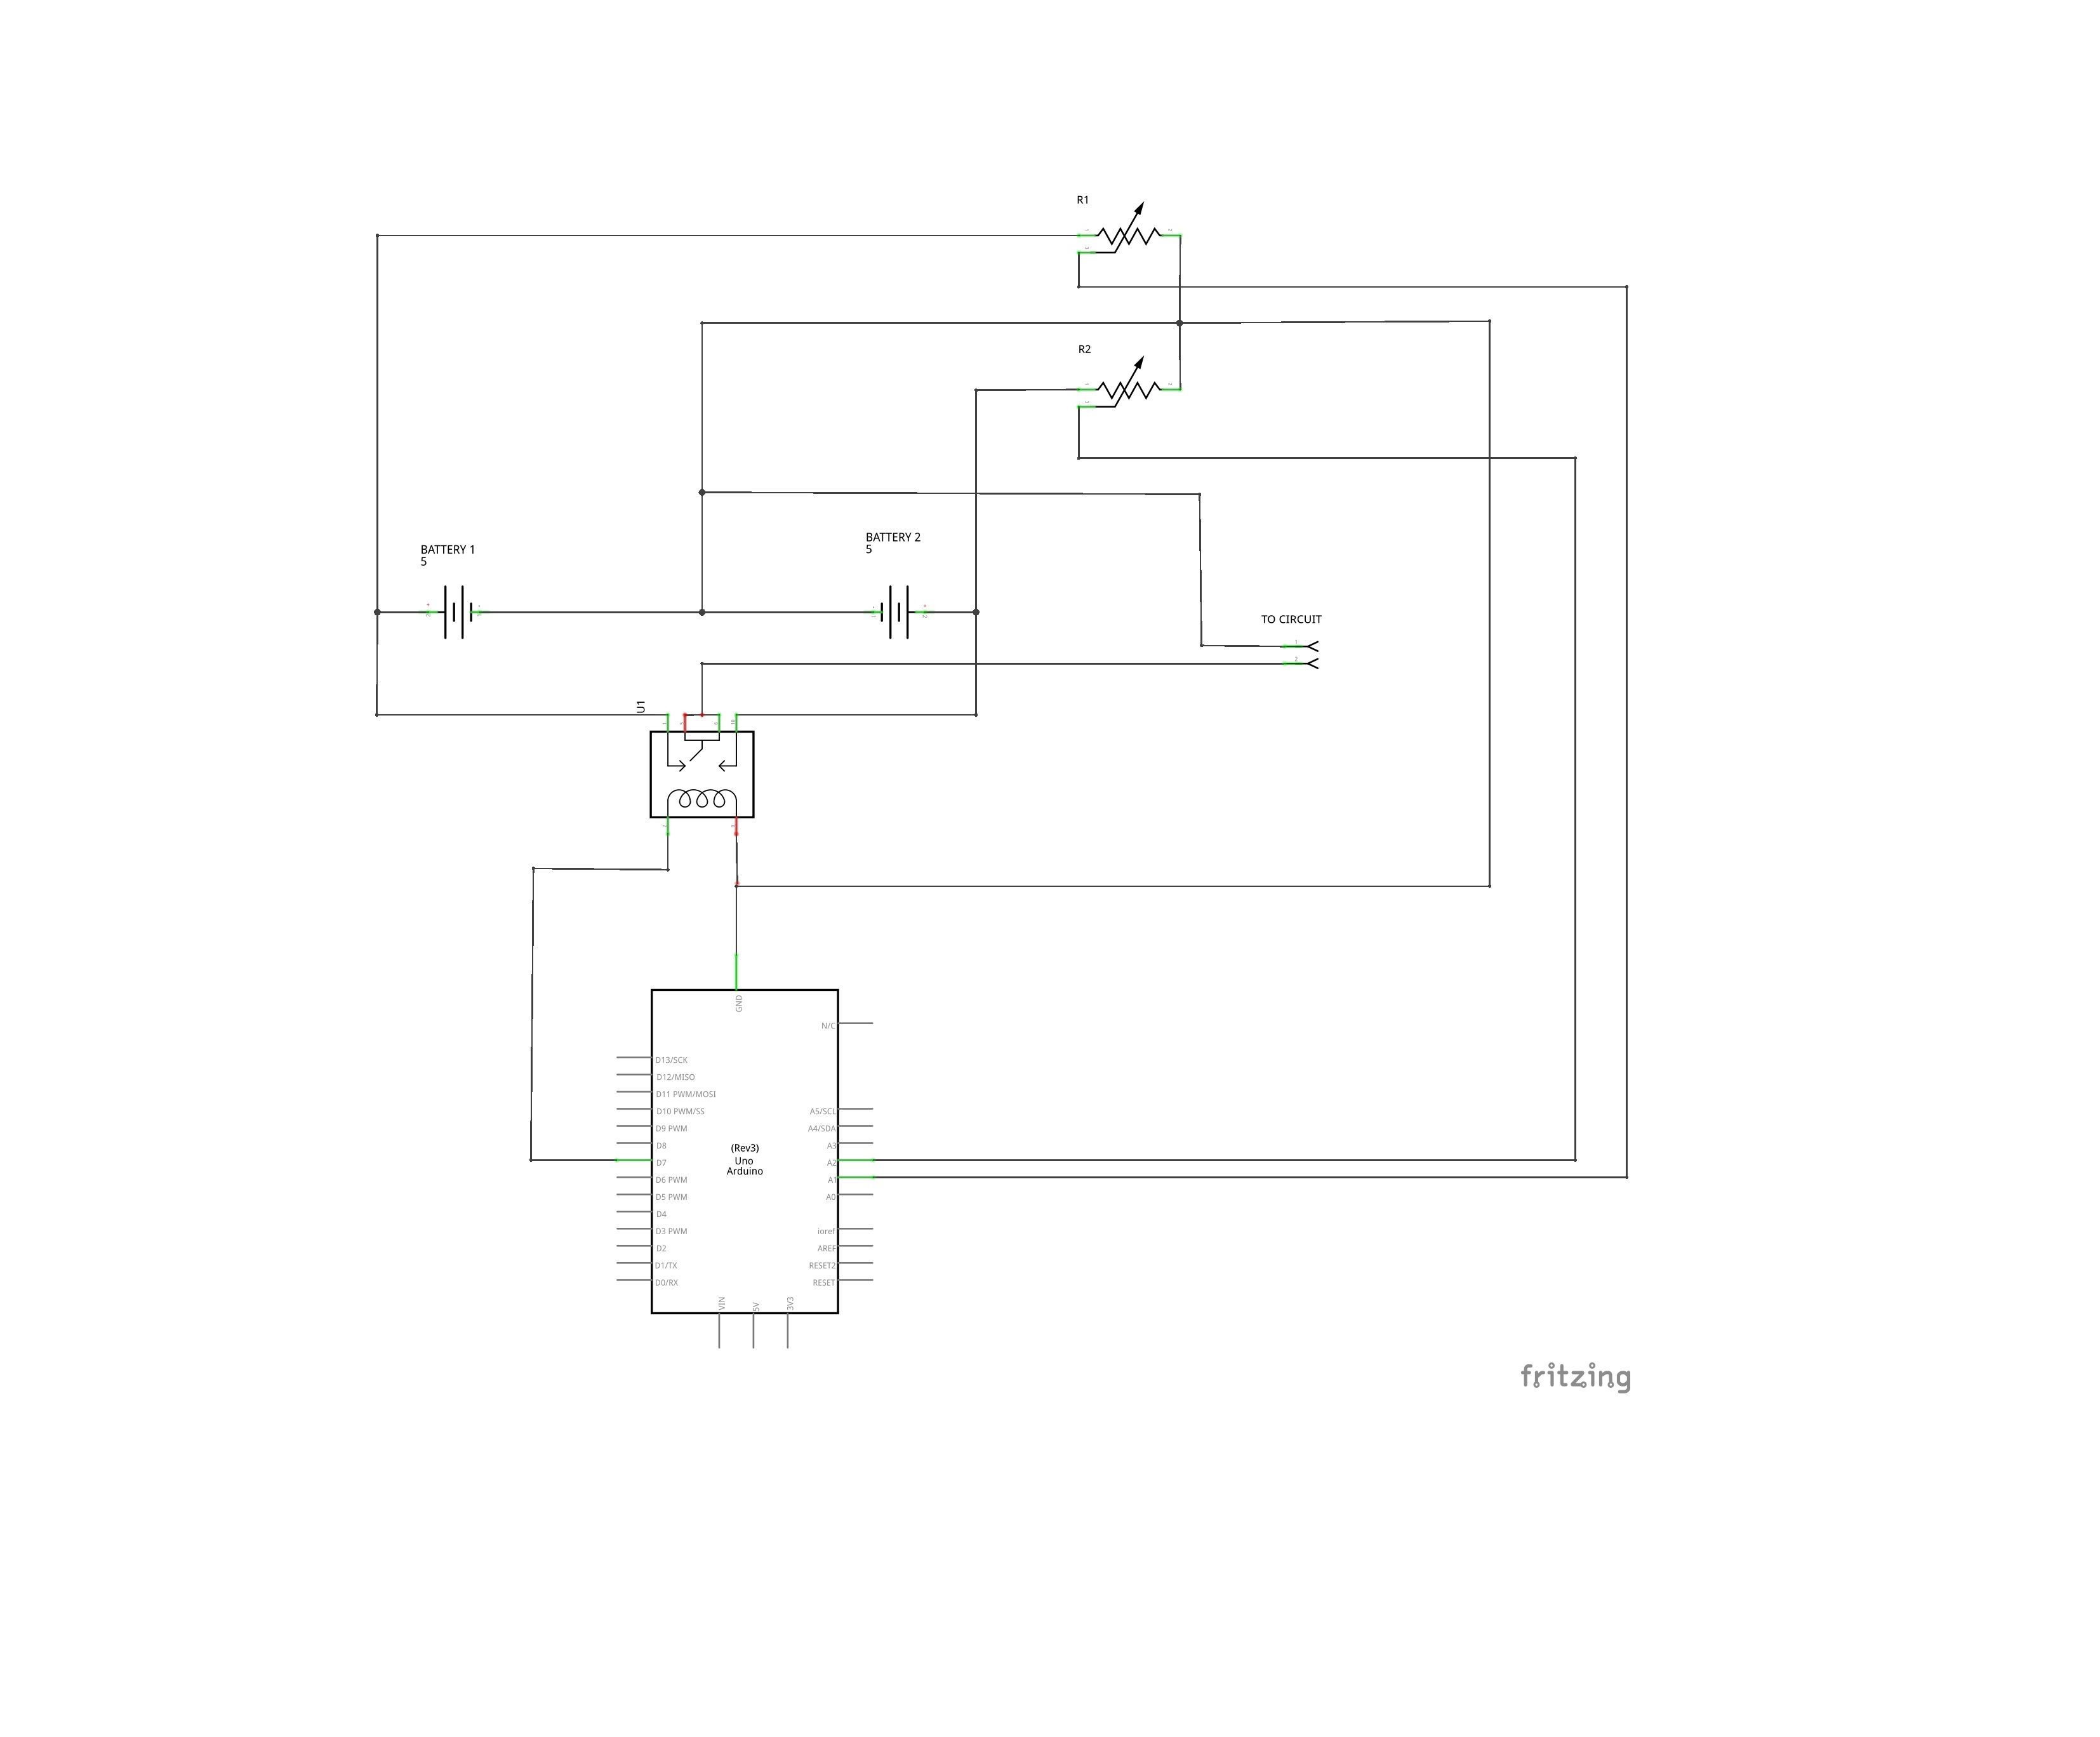 R1
R2
BATTERY 1
5
BATTERY 2
5
TO CIRCUIT
U1
GND
N/C
D13/SCK
D12/MISO
D11 PWM/MOSI
D10 PWM/SS
D9 PWM
D8
D7
D6 PWM
D5 PWM
D4
D3 PWM
D2
D1/TX
D0/RX
(Rev3)
Uno
Arduino
A5/SCL
A4/SDA
A3
A2
A1
A0
ioref
AREF
RESET2
RESET
VIN
5V
3V3
fritzing